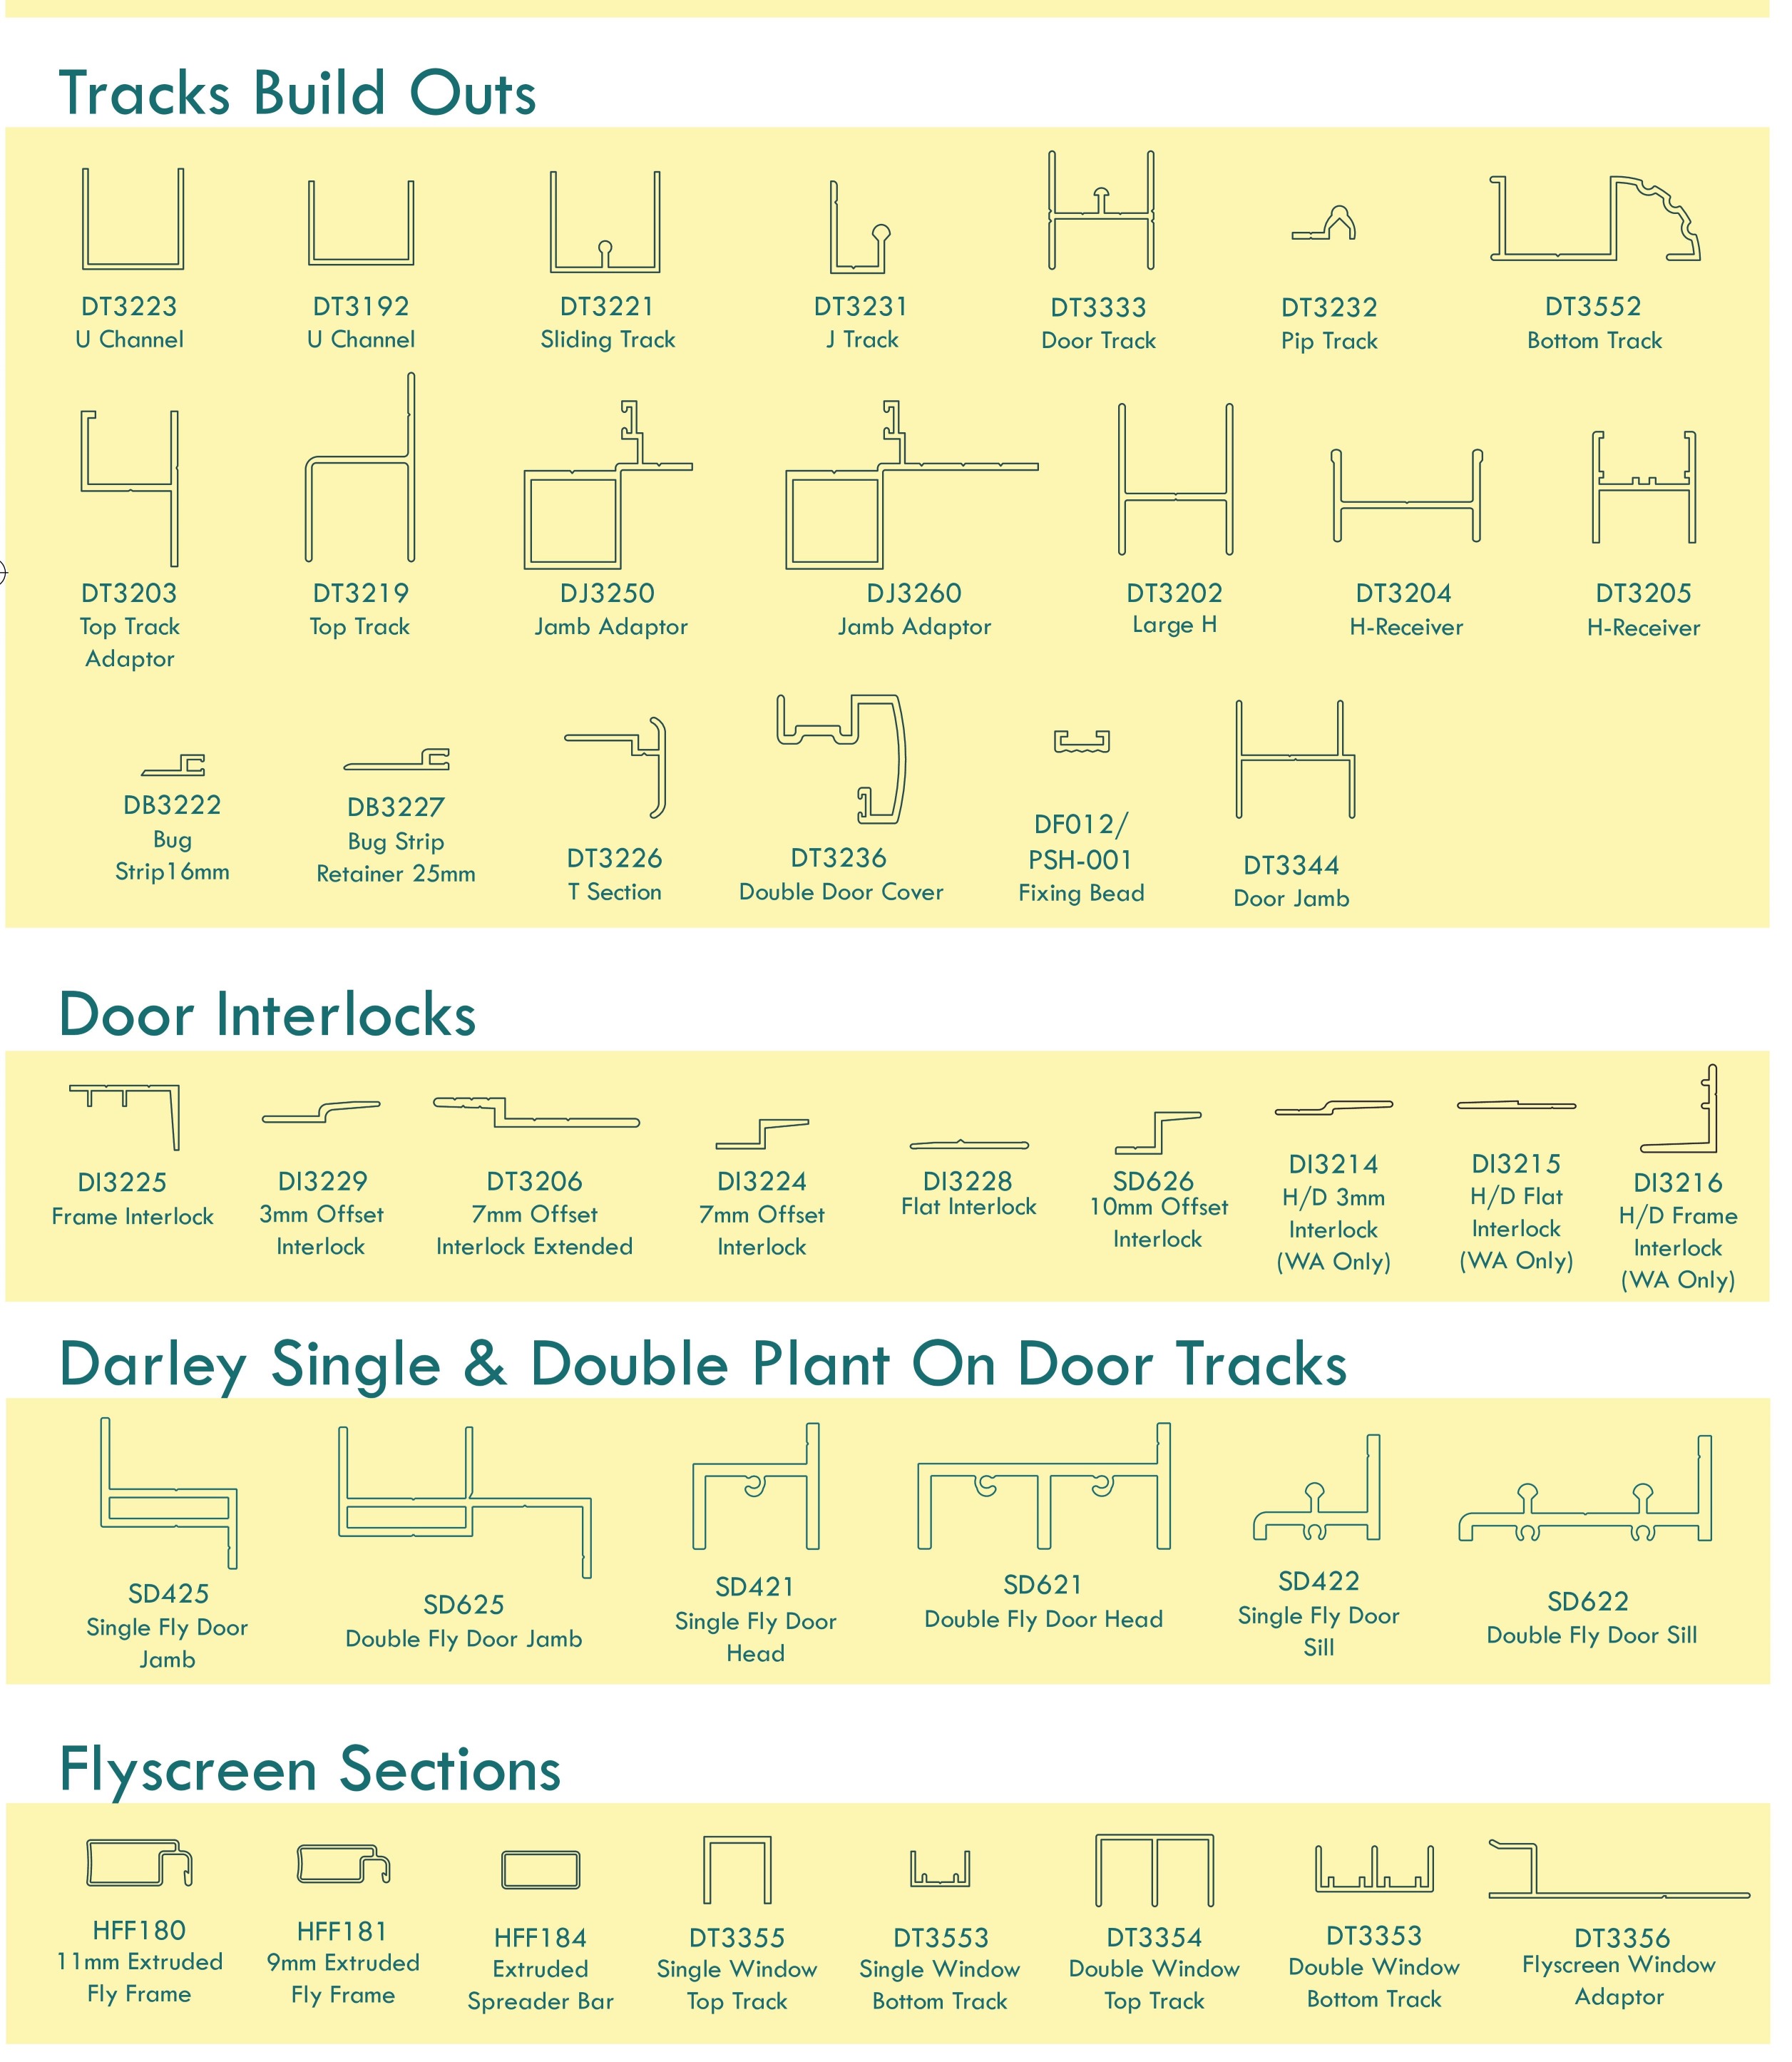 Tracks Build Outs
DT3223
U Channel
DT3192
U Channel
DT3221
Sliding Track
DT3231
J Track
DT3333
Door Track
DT3232
Pip Track
DT3552
Bottom Track
DT3203
Top Track
Adaptor
DT3219
Top Track
DJ3250
Jamb Adaptor
DJ3260
Jamb Adaptor
DT3202
Large H
DT3204
H-Receiver
DT3205
H-Receiver
DB3222
Bug
Strip16mm
DB3227
Bug Strip
Retainer 25mm
DT3226
T Section
DT3236
Double Door Cover
DF012/
PSH-001
Fixing Bead
DT3344
Door Jamb
Door Interlocks
DI3225
Frame Interlock
DI3229
3mm Offset
Interlock
DT3206
7mm Offset
Interlock Extended
DI3224
7mm Offset
Interlock
DI3228
Flat Interlock
SD626
10mm Offset
Interlock
DI3214
H/D 3mm
Interlock
(WA Only)
DI3215
H/D Flat
Interlock
(WA Only)
DI3216
H/D Frame
Interlock
(WA Only)
Darley Single & Double Plant On Door Tracks
SD425
Single Fly Door
Jamb
SD625
Double Fly Door Jamb
SD421
Single Fly Door
Head
SD621
Double Fly Door Head
SD422
Single Fly Door
Sill
SD622
Double Fly Door Sill
Flyscreen Sections
HFF180
11mm Extruded
Fly Frame
HFF181
9mm Extruded
Fly Frame
HFF184
Extruded
Spreader Bar
DT3355
Single Window
Top Track
DT3553
Single Window
Bottom Track
DT3354
Double Window
Top Track
DT3353
Double Window
Bottom Track
DT3356
Flyscreen Window
Adaptor